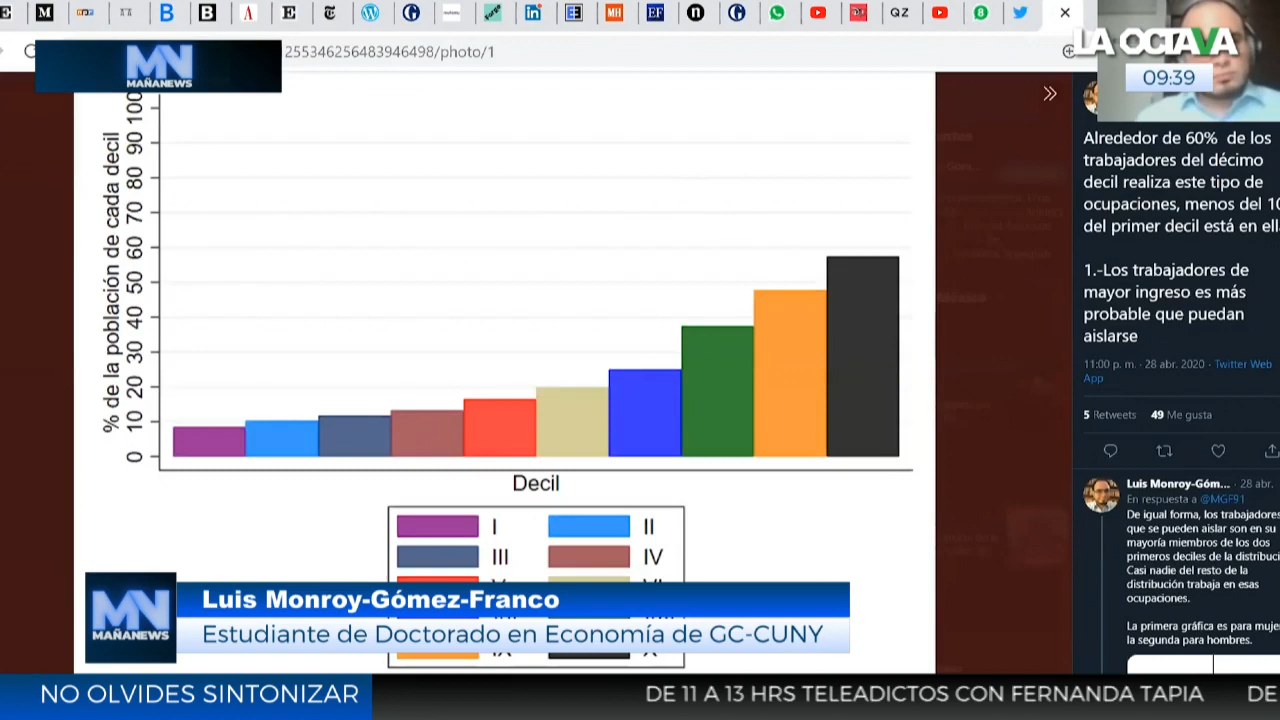 255346256483946498/photo/1
MN
MAÑANEWS
LA OCTAVA
09:39
% de la población de cada decil
0 10 20 30 40 50 60 70 80 90 100
Decil
I II
III IV
Alrededor de 60% de los
trabajadores del décimo
decil realiza este tipo de
ocupaciones, menos del 10
del primer decil está en ella
1.-Los trabajadores de
mayor ingreso es más
probable que puedan
aislarse
11:00 p. m. · 28 abr. 2020 · Twitter Web
App
5 Retweets 49 Me gusta
Luis Monroy-Góm... · 28 abr.
En respuesta a @MGF91
De igual forma, los trabajadores
que se pueden aislar son en su
mayoría miembros de los dos
primeros deciles de la distribuci
Casi nadie del resto de la
distribución trabaja en esas
ocupaciones.
La primera gráfica es para muje
la segunda para hombres.
MN
MAÑANEWS
Luis Monroy-Gómez-Franco
Estudiante de Doctorado en Economía de GC-CUNY
NO OLVIDES SINTONIZAR
DE 11 A 13 HRS TELEADICTOS CON FERNANDA TAPIA DE